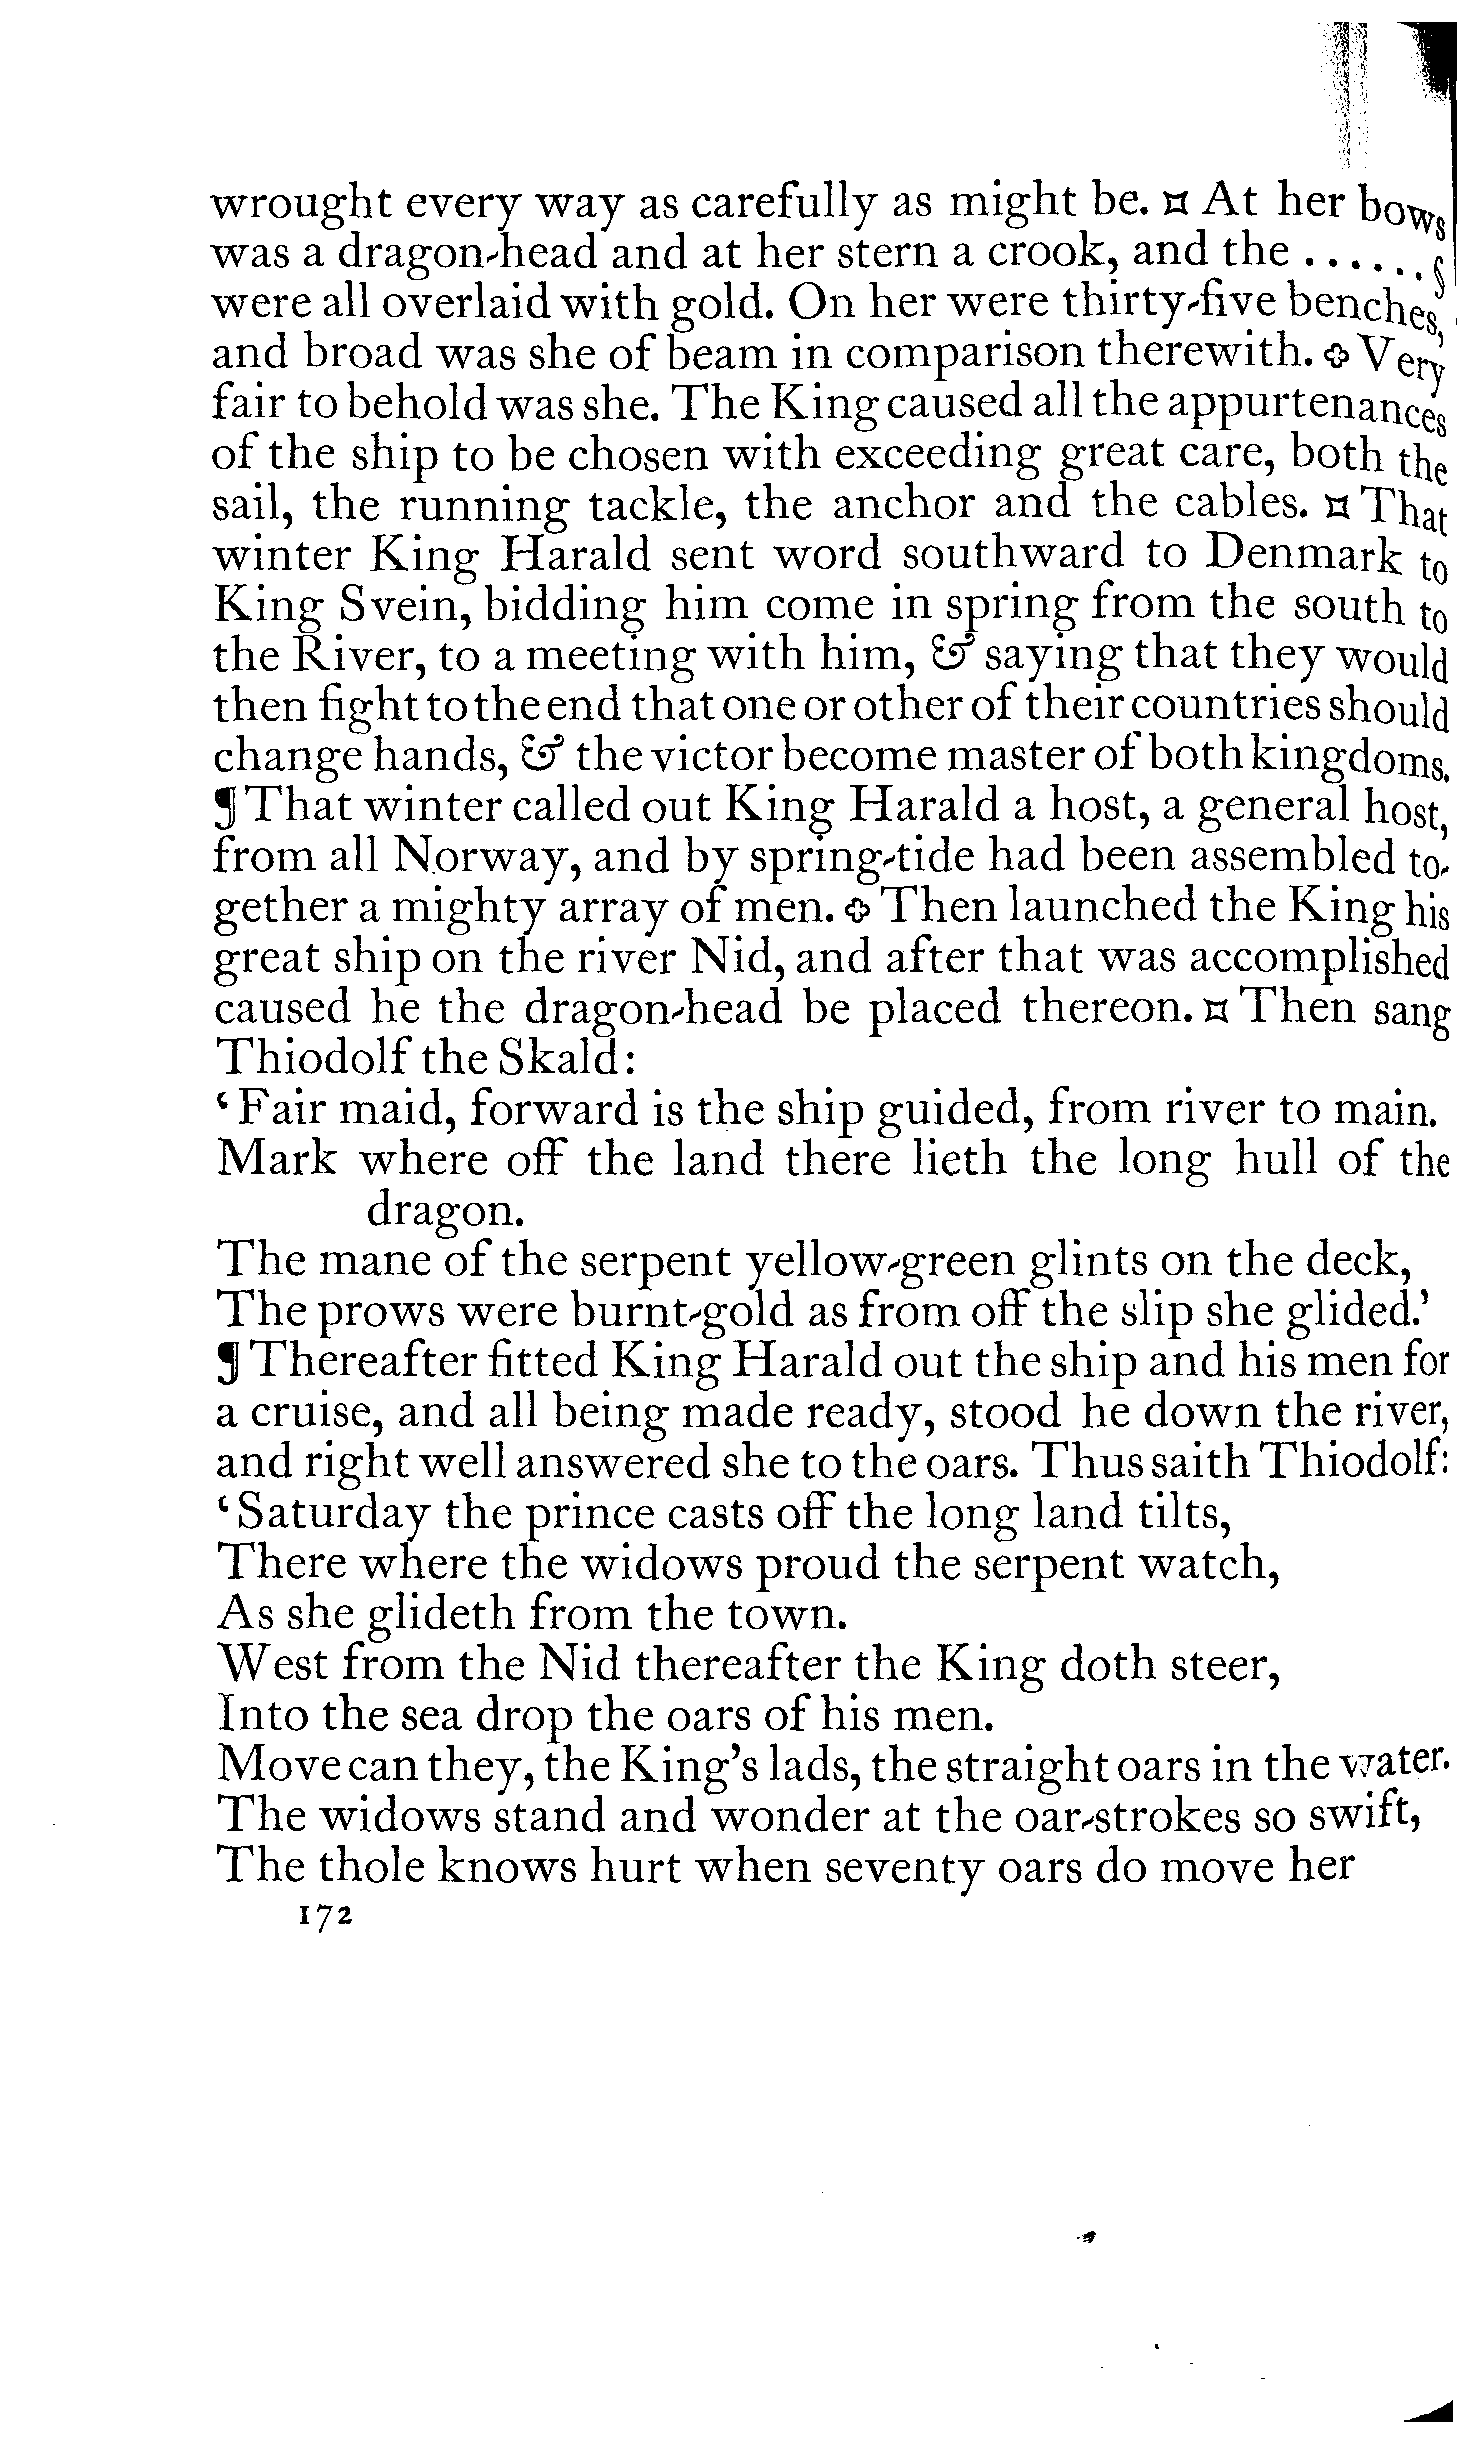 wrought every way as carefully as might be. ¤ At her bows
was a dragon-head and at her stern a crook, and the ...... §
were all overlaid with gold. On her were thirty-five benches,
and broad was she of beam in comparison therewith. ✥ Very
fair to behold was she. The King caused all the appurtenances
of the ship to be chosen with exceeding great care, both the
sail, the running tackle, the anchor and the cables. ¤ That
winter King Harald sent word southward to Denmark to
King Svein, bidding him come in spring from the south to
the River, to a meeting with him, & saying that they would
then fight to the end that one or other of their countries should
change hands, & the victor become master of both kingdoms.
¶ That winter called out King Harald a host, a general host,
from all Norway, and by spring-tide had been assembled to-
gether a mighty array of men. ✥ Then launched the King his
great ship on the river Nid, and after that was accomplished
caused he the dragon-head be placed thereon. ¤ Then sang
Thiodolf the Skald:
‘Fair maid, forward is the ship guided, from river to main.
Mark where off the land there lieth the long hull of the
dragon.
The mane of the serpent yellow-green glints on the deck,
The prows were burnt-gold as from off the slip she glided.’
¶ Thereafter fitted King Harald out the ship and his men for
a cruise, and all being made ready, stood he down the river,
and right well answered she to the oars. Thus saith Thiodolf:
‘Saturday the prince casts off the long land tilts,
There where the widows proud the serpent watch,
As she glideth from the town.
West from the Nid thereafter the King doth steer,
Into the sea drop the oars of his men.
Move can they, the King’s lads, the straight oars in the water.
The widows stand and wonder at the oar-strokes so swift,
The thole knows hurt when seventy oars do move her
172